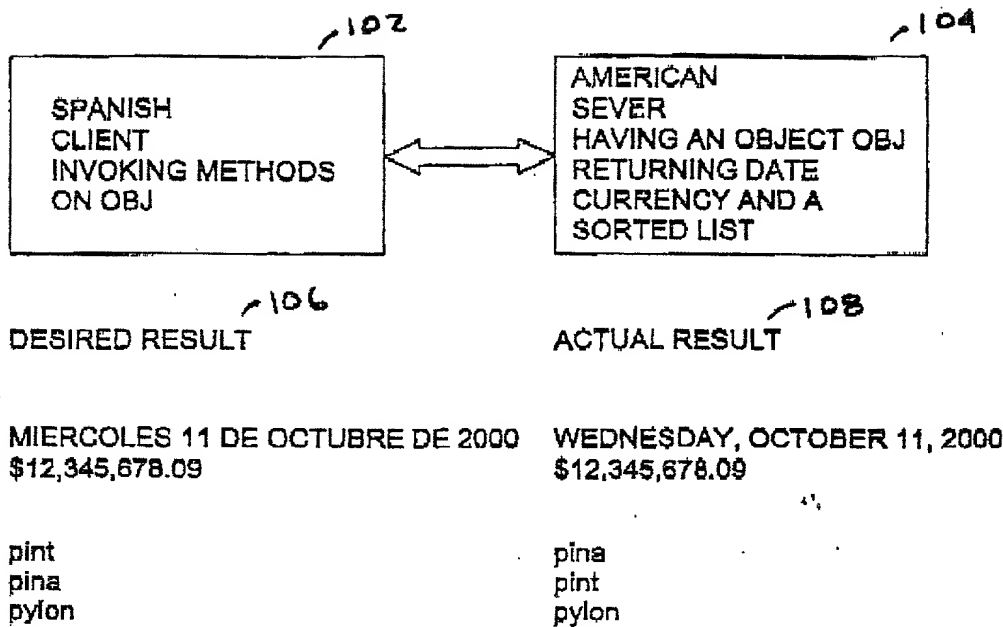 102
104
SPANISH
CLIENT
INVOKING METHODS
ON OBJ
AMERICAN
SEVER
HAVING AN OBJECT OBJ
RETURNING DATE
CURRENCY AND A
SORTED LIST
106
108
DESIRED RESULT
ACTUAL RESULT
MIERCOLES 11 DE OCTUBRE DE 2000
$12,345,678.09
WEDNESDAY, OCTOBER 11, 2000
$12,345,678.09
pint
pina
pylon
pina
pint
pylon